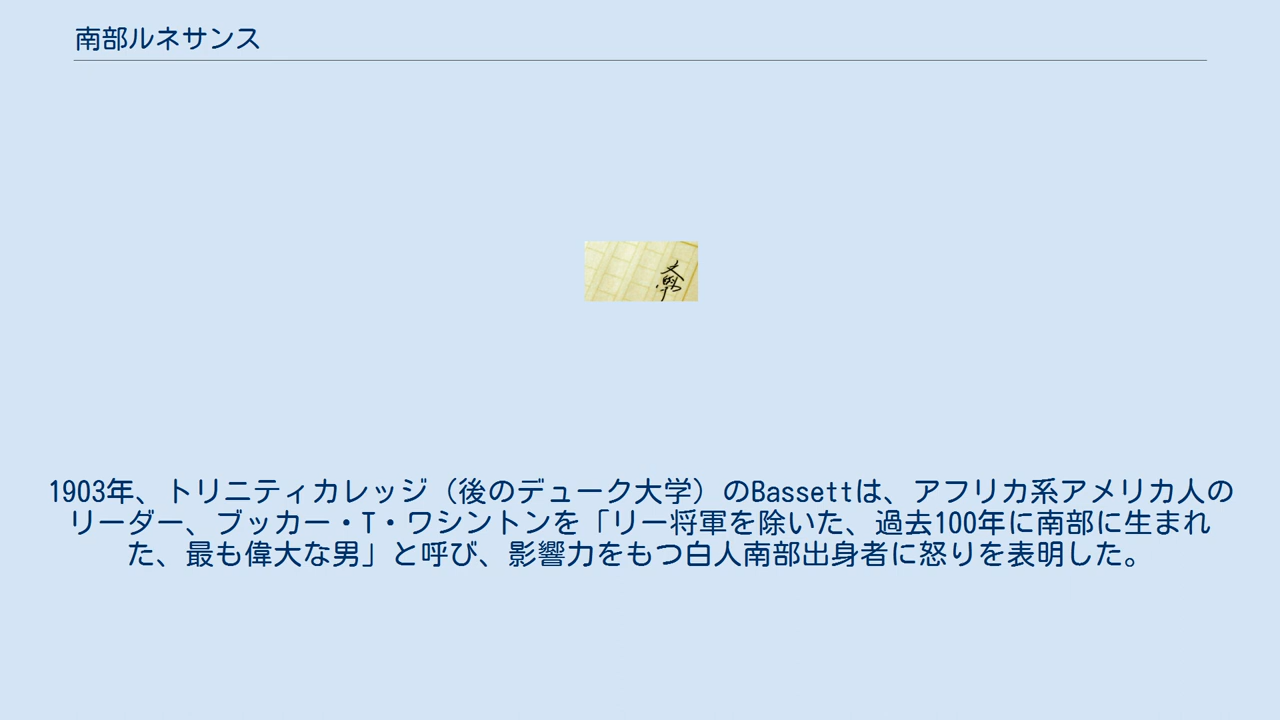 南部ルネサンス
1903年、トリニティカレッジ（後のデューク大学）のBassettは、アフリカ系アメリカ人の
リーダー、ブッカー・T・ワシントンを「リー将軍を除いた、過去100年に南部に生まれ
た、最も偉大な男」と呼び、影響力をもつ白人南部出身者に怒りを表明した。